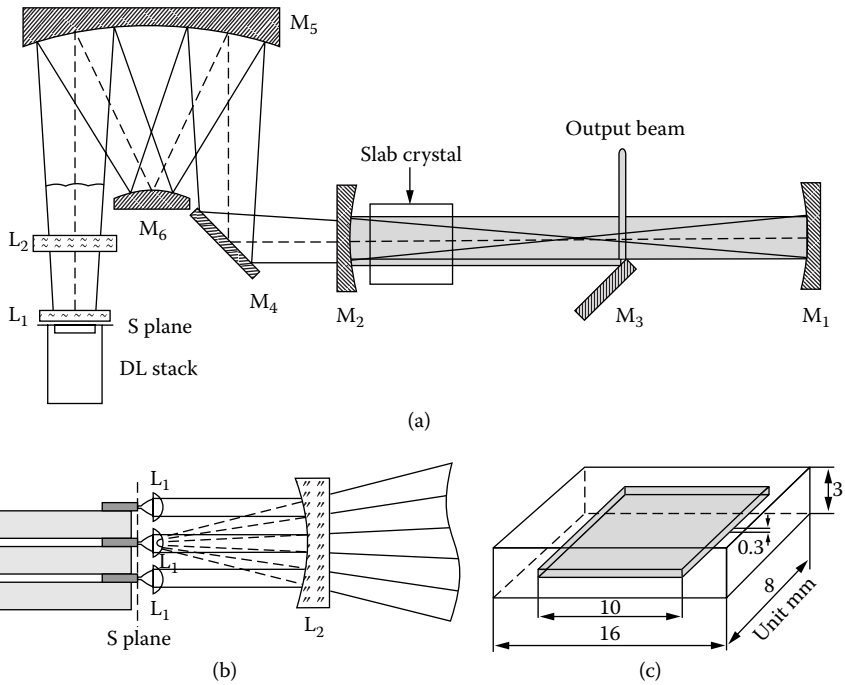 M5
Output beam
Slab crystal
M6
L2
M4
L1
S plane
M2
M3
M1
DL stack
(a)
L1
L1
L1
S plane
L2
(b)
3
0.3
10
8
16
Unit mm
(c)